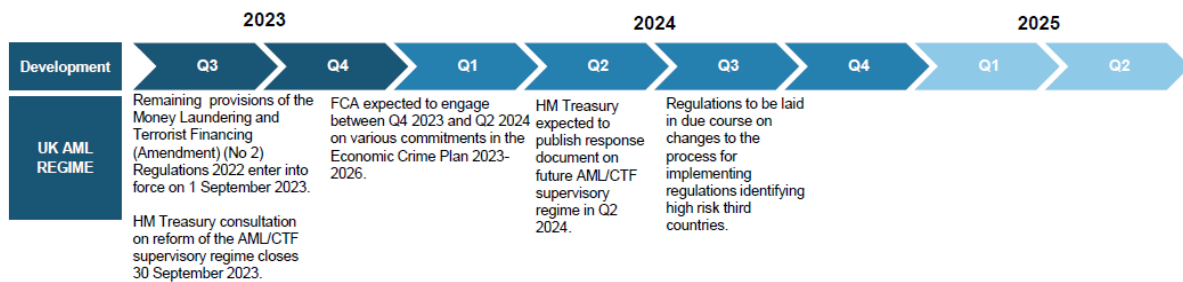 2023
2024
2025
Development
Q3
Q4
Q1
Q2
Q3
Q4
Q1
Q2
UK AML
REGIME
Remaining provisions of the
Money Laundering and
Terrorist Financing
(Amendment) (No 2)
Regulations 2022 enter into
force on 1 September 2023.
HM Treasury consultation
on reform of the AML/CTF
supervisory regime closes
30 September 2023.
FCA expected to engage
between Q4 2023 and Q2 2024
on various commitments in the
Economic Crime Plan 2023-
2026.
HM Treasury
expected to
publish response
document on
future AML/CTF
supervisory
regime in Q2
2024.
Regulations to be laid
in due course on
changes to the
process for
implementing
regulations identifying
high risk third
countries.